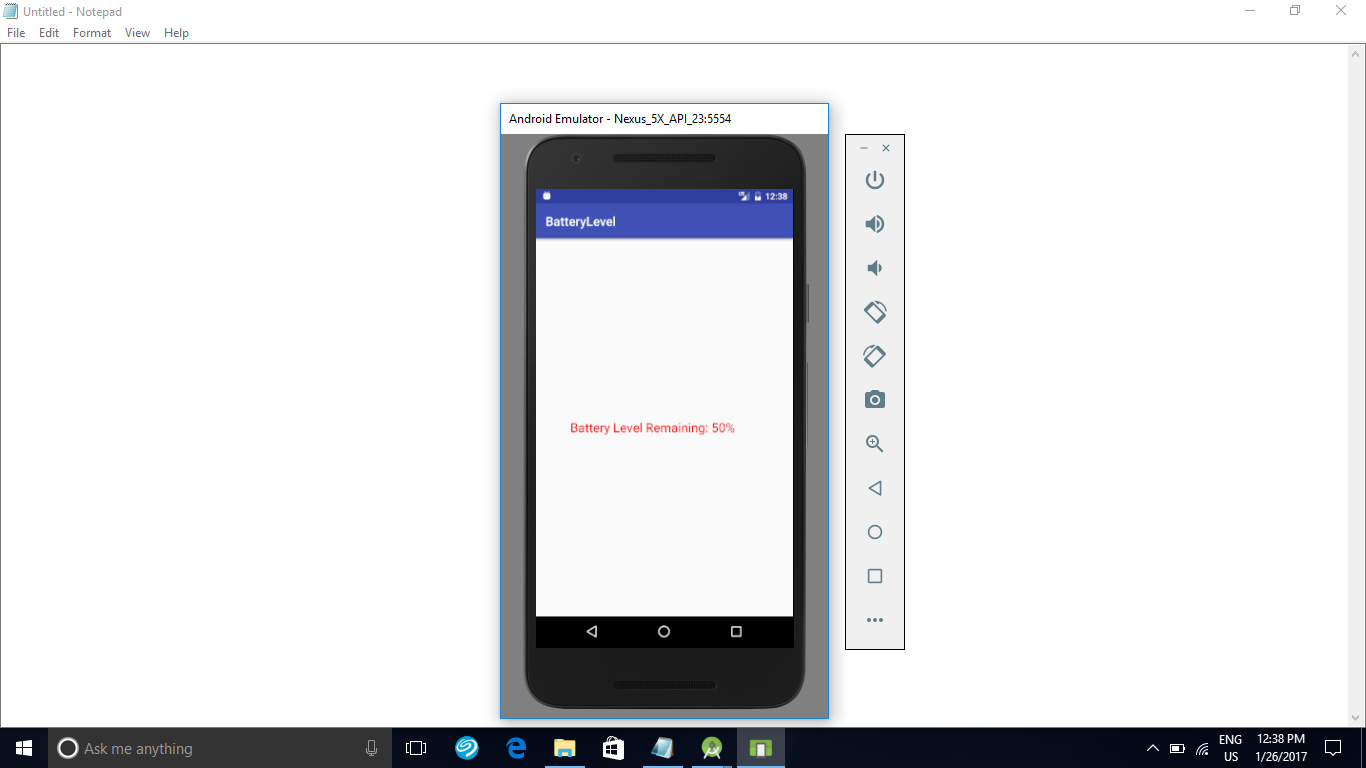 Untitled - Notepad
File Edit Format View Help
Android Emulator - Nexus_5X_API_23:5554
12:38
BatteryLevel
Battery Level Remaining: 50%
Ask me anything
ENG
US
12:38 PM
1/26/2017